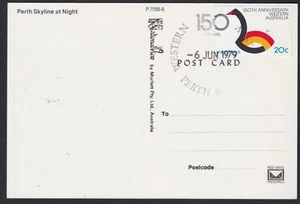 Perth Skyline at Night
P 7556-6
by Murfett Pty. Ltd. Australia
150
WESTERN
-6 JUN 1979
PERTH
150TH ANNIVERSARY
WESTERN
AUSTRALIA
20c
POST CARD
To
Postcode